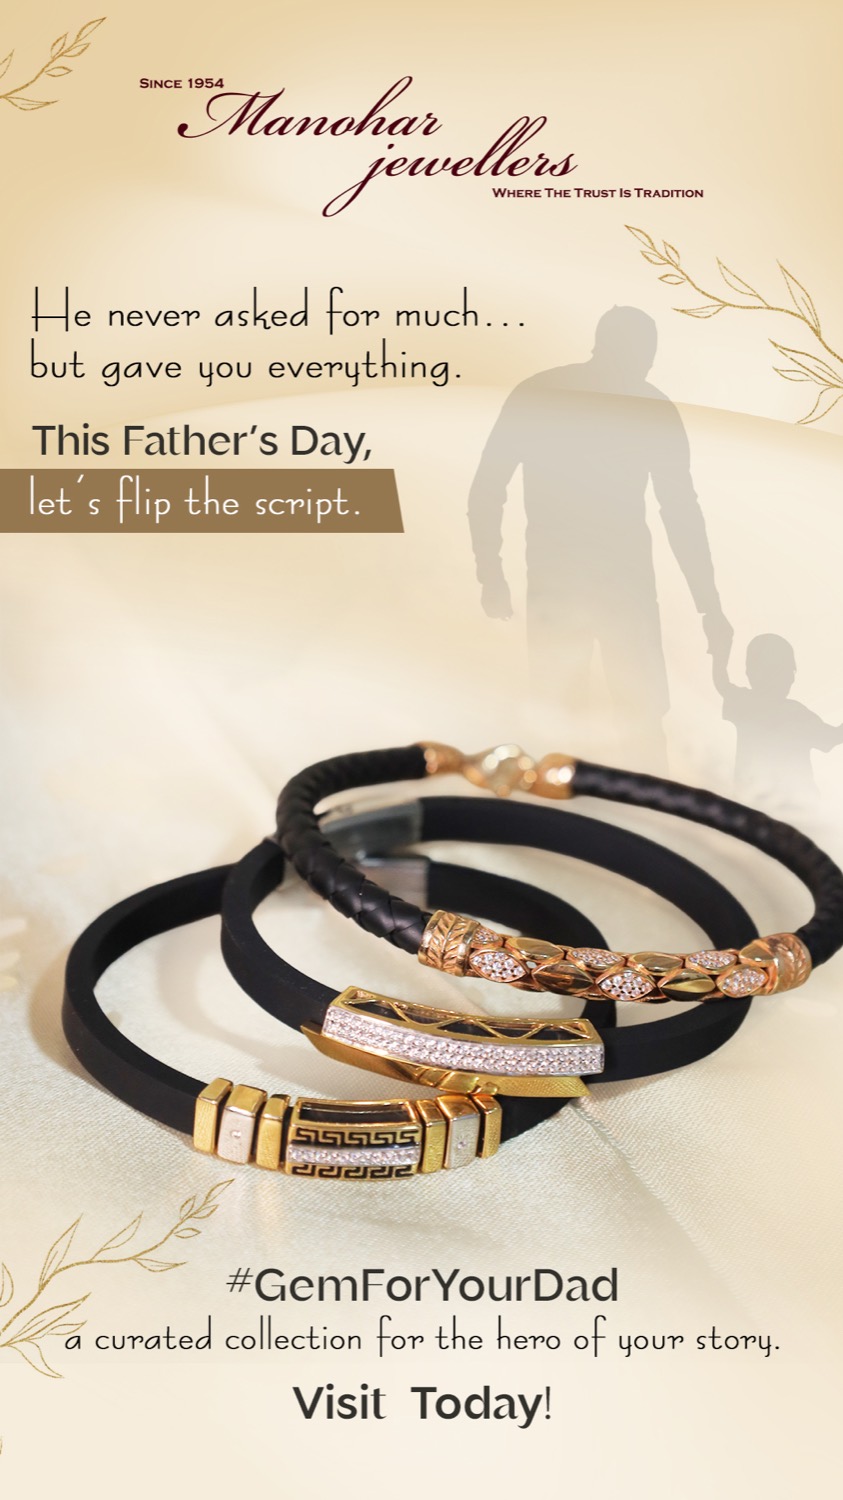 Since 1954
Manohar
jewellers
Where The Trust Is Tradition
He never asked for much...
but gave you everything.
This Father's Day,
let's flip the script.
#GemForYourDad
a curated collection for the hero of your story.
Visit Today!